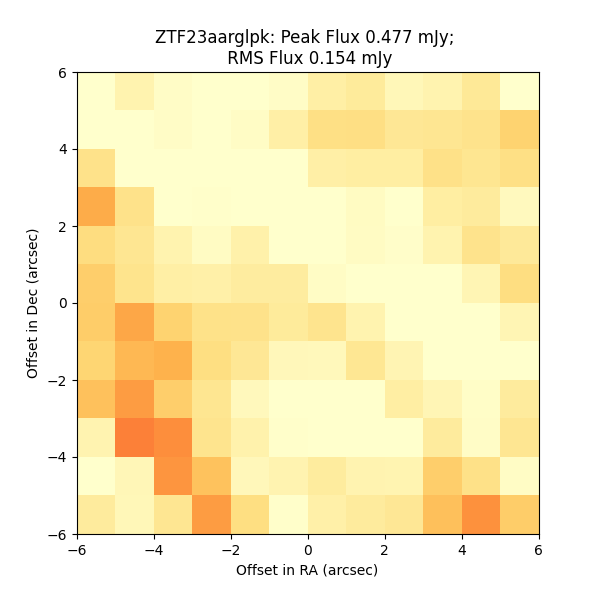 ZTF23aarglpk: Peak Flux 0.477 mJy;
RMS Flux 0.154 mJy
6
4
2
0
−2
−4
−6
Offset in Dec (arcsec)
−6 −4 −2 0 2 4 6
Offset in RA (arcsec)